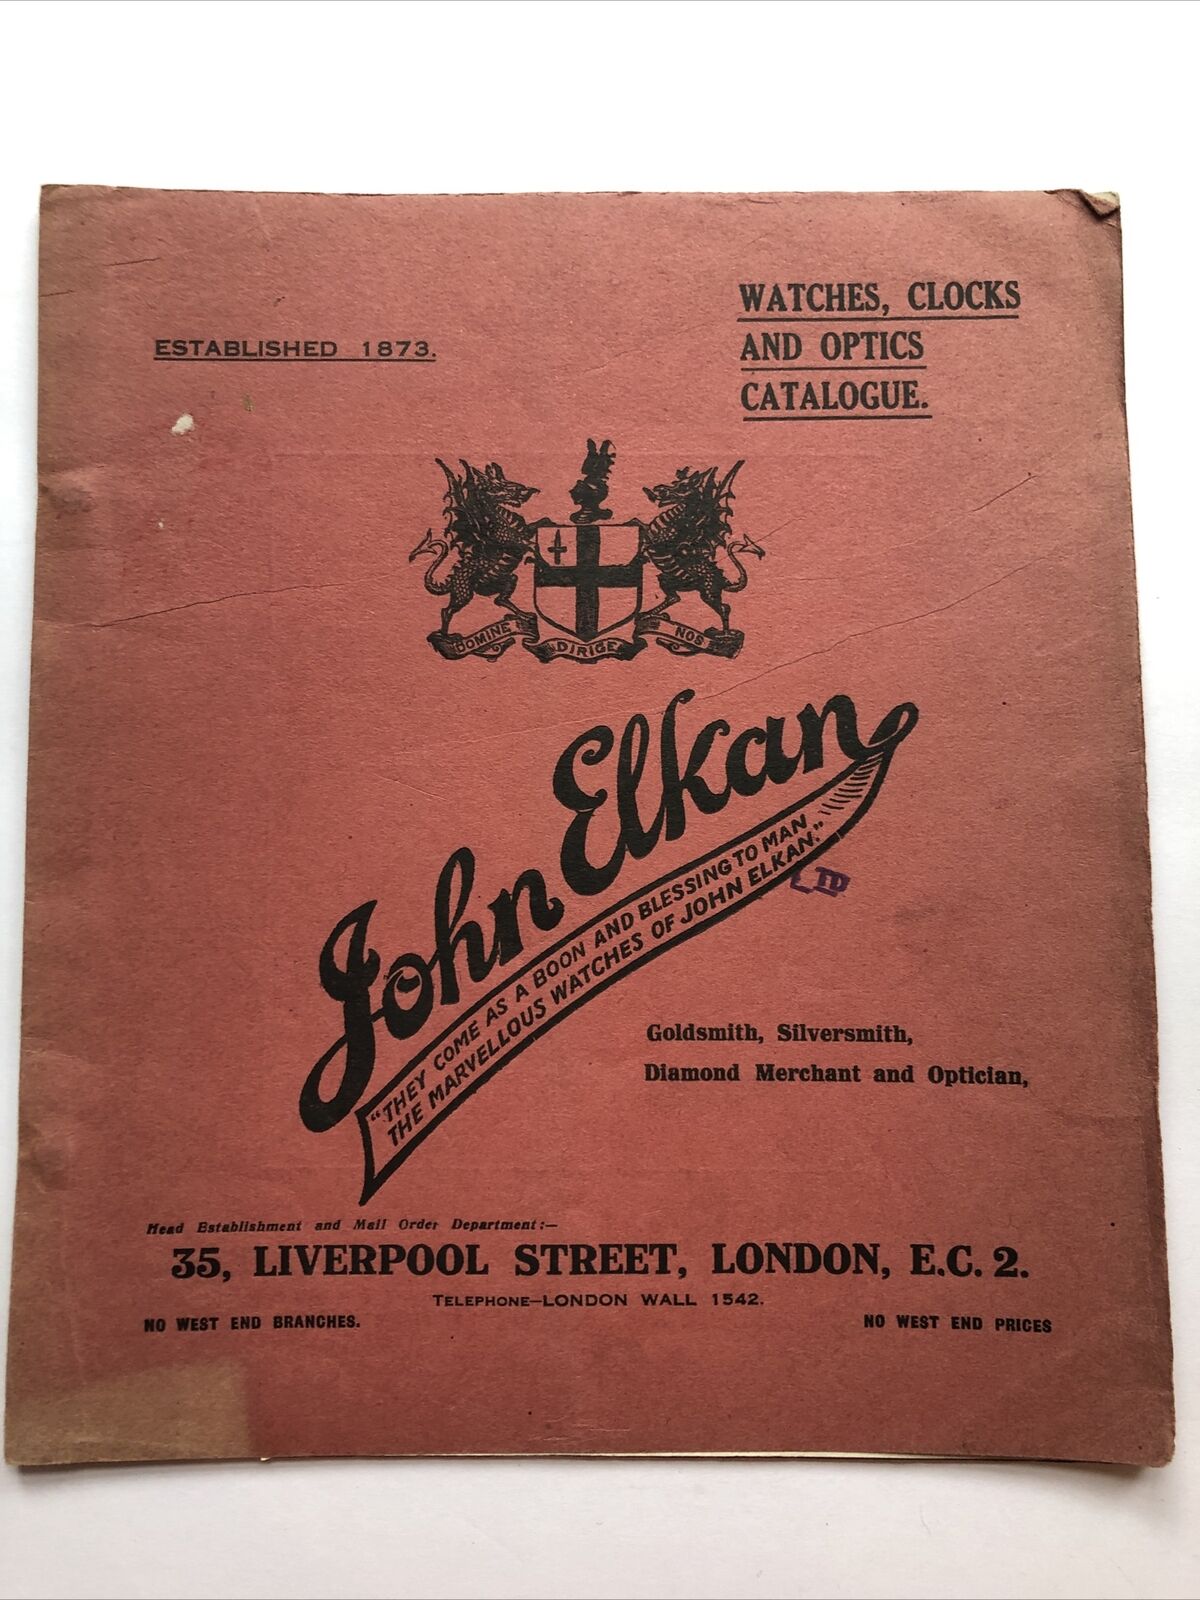 ESTABLISHED 1873.
WATCHES, CLOCKS
AND OPTICS
CATALOGUE.
DOMINE DIRIGE NOS
John Elkan
"THEY COME AS A BOON AND BLESSING TO MAN
THE MARVELLOUS WATCHES OF JOHN ELKAN."
LTD
Goldsmith, Silversmith,
Diamond Merchant and Optician,
Head Establishment and Mail Order Department:—
35, LIVERPOOL STREET, LONDON, E.C. 2.
TELEPHONE—LONDON WALL 1542.
NO WEST END BRANCHES.
NO WEST END PRICES